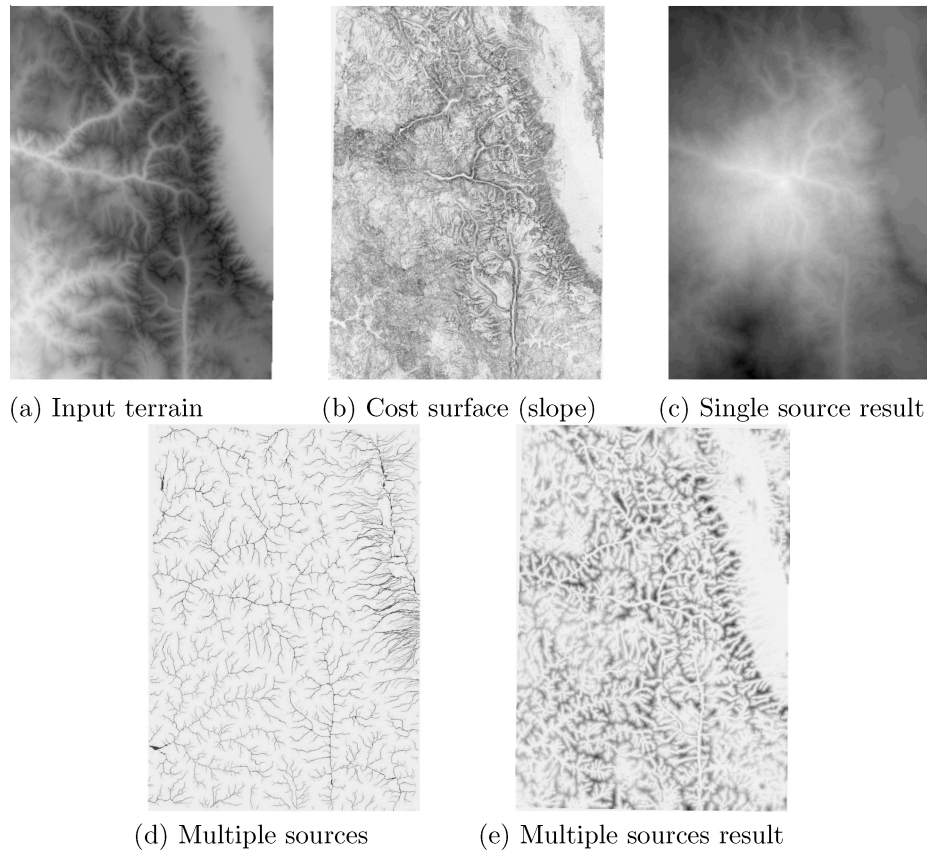 (a) Input terrain
(b) Cost surface (slope)
(c) Single source result
(d) Multiple sources
(e) Multiple sources result